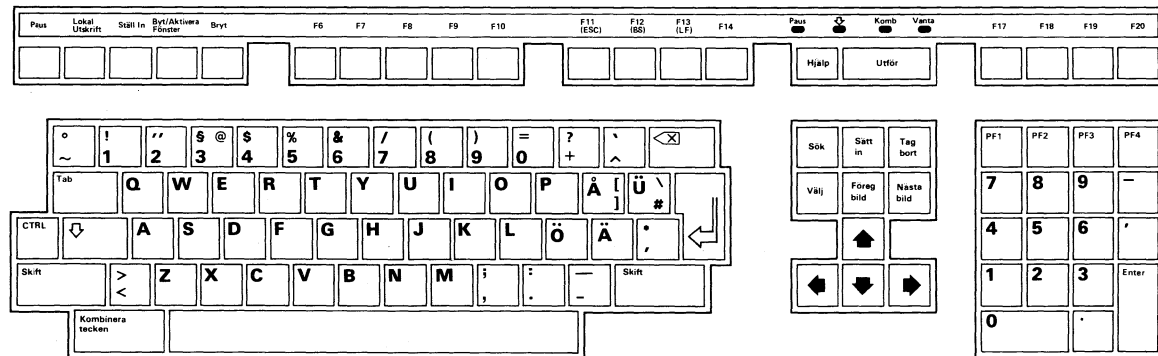 Paus Lokal Utskrift Ställ In Byt/Aktivera Fönster Bryt F6 F7 F8 F9 F10 F11 (ESC) F12 (BS) F13 (LF) F14 Paus Komb Vänta F17 F18 F19 F20
Hjälp Utför
° ~ ! 1 ′′ 2 § @ 3 $ 4 % 5 & 6 / 7 ( 8 ) 9 = 0 ? + ` ^
Sök Sätt in Tag bort
PF1 PF2 PF3 PF4
Tab Q W E R T Y U I O P Å [ ] Ü \ #
Välj Föreg bild Nästa bild
7 8 9 –
CTRL A S D F G H J K L Ö Ä
4 5 6 ,
Skift > < Z X C V B N M ; , : . — - Skift
1 2 3 Enter
Kombinera tecken
0 .